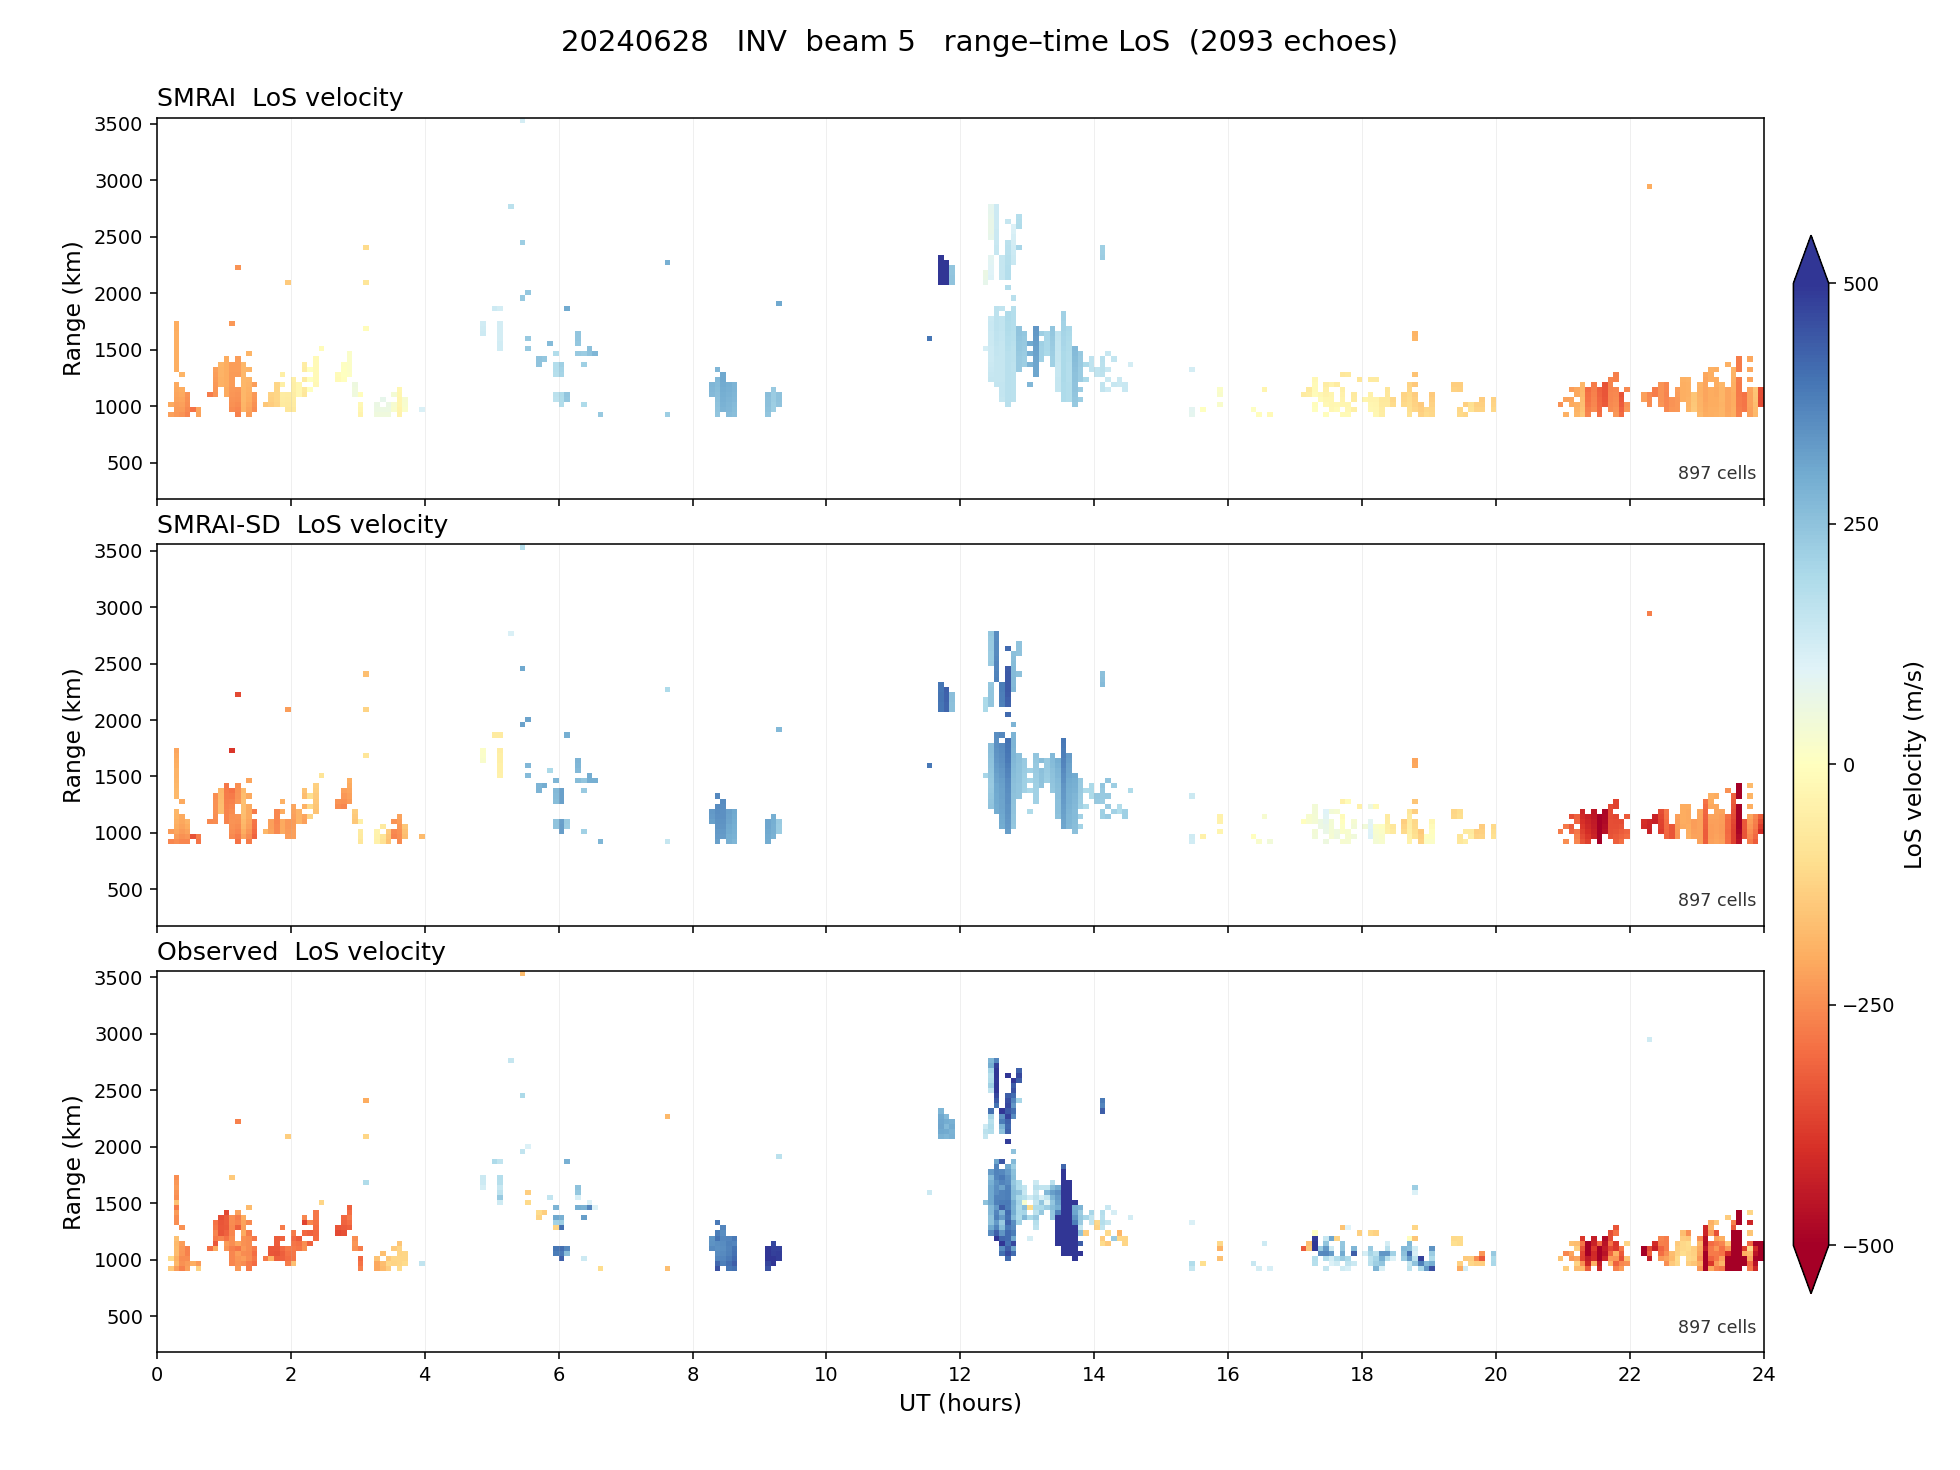 20240628   INV  beam 5   range–time LoS  (2093 echoes)
SMRAI  LoS velocity
3500
3000
2500
2000
1500
1000
500
Range (km)
897 cells
SMRAI-SD  LoS velocity
3500
3000
2500
2000
1500
1000
500
Range (km)
897 cells
Observed  LoS velocity
3500
3000
2500
2000
1500
1000
500
Range (km)
897 cells
0 2 4 6 8 10 12 14 16 18 20 22 24
UT (hours)
500
250
0
−250
−500
LoS velocity (m/s)